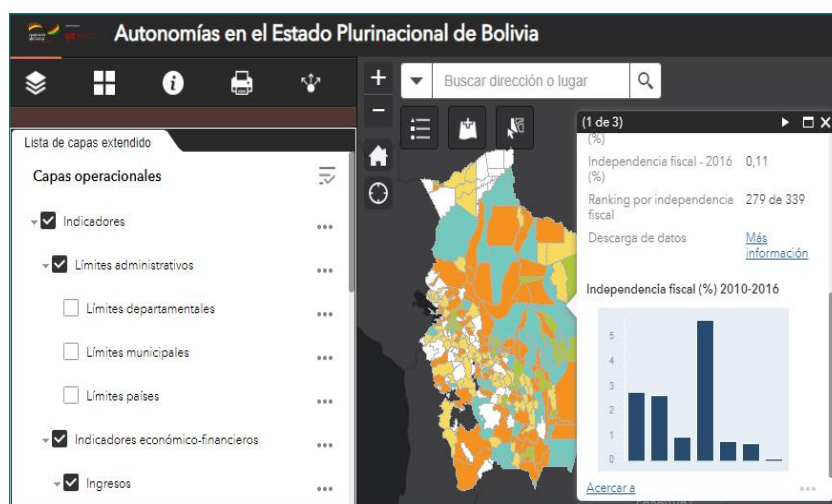 Autonomías en el Estado Plurinacional de Bolivia
Buscar dirección o lugar
Lista de capas extendido
Capas operacionales
Indicadores
Límites administrativos
Límites departamentales
Límites municipales
Límites países
Indicadores económico-financieros
Ingresos
(1 de 3)
(%)
Independencia fiscal - 2016 0,11
(%)
Ranking por independencia 279 de 339
fiscal
Descarga de datos Más
información
Independencia fiscal (%) 2010-2016
5
4
3
2
1
0
Acercar a